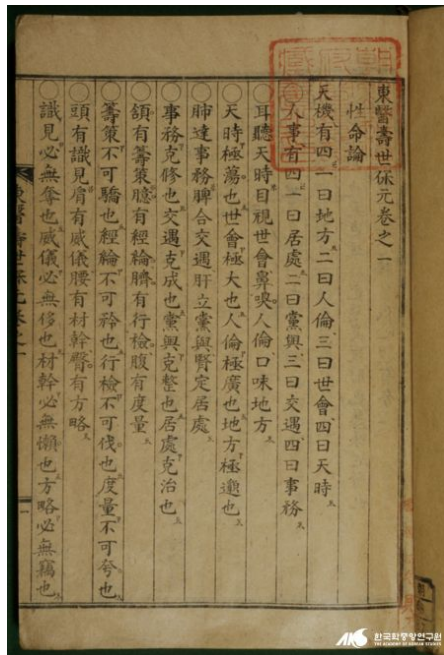 東醫壽世保元卷之一
性命論
天機有四一曰地方二曰人倫三曰世會四曰天時
人事有四一曰居處二曰黨與三曰交遇四曰事務
○耳聽天時目視世會鼻嗅人倫口味地方
○天時極蕩也世會極大也人倫極廣也地方極邈也
○肺達事務脾合交遇肝立黨與腎定居處
○事務克修也交遇克成也黨與克整也居處克治也
○頷有籌策臆有經綸臍有行檢腹有度量
○籌策不可驕也經綸不可矜也行檢不可伐也度量不可夸也
○頭有識見肩有威儀腰有材幹臀有方略
○識見必無奪也威儀必無侈也材幹必無懶也方略必無竊也
東醫壽世保元卷之一
一
한국학중앙연구원
THE ACADEMY OF KOREAN STUDIES